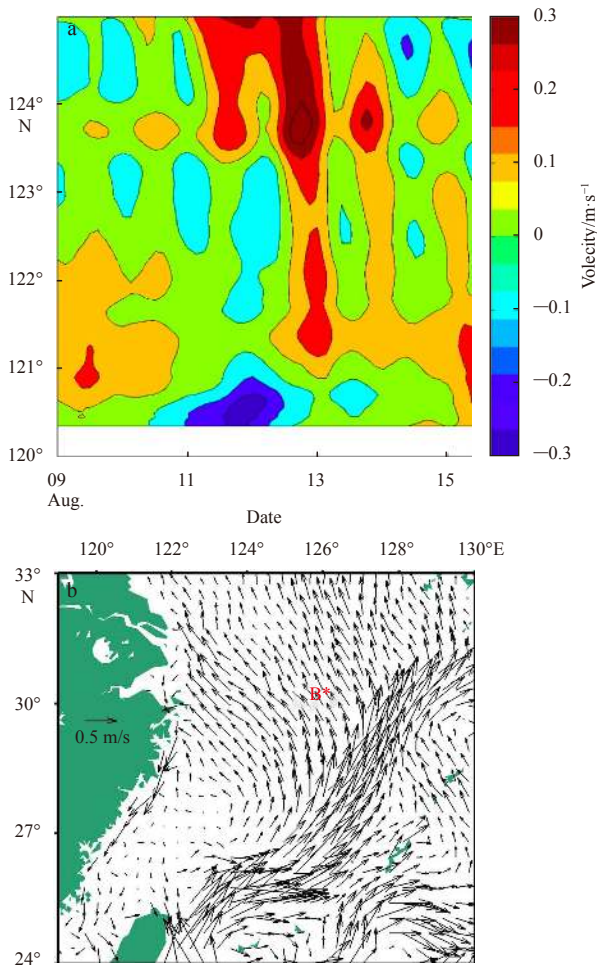 a
124°
N
123°
122°
121°
120°
09
Aug.
11
13
15
Date
0.3
0.2
0.1
0
—0.1
—0.2
—0.3
Volecity/m·s⁻¹
120°
122°
124°
126°
128°
130°E
b
33°
N
30°
27°
24°
B*
0.5 m/s